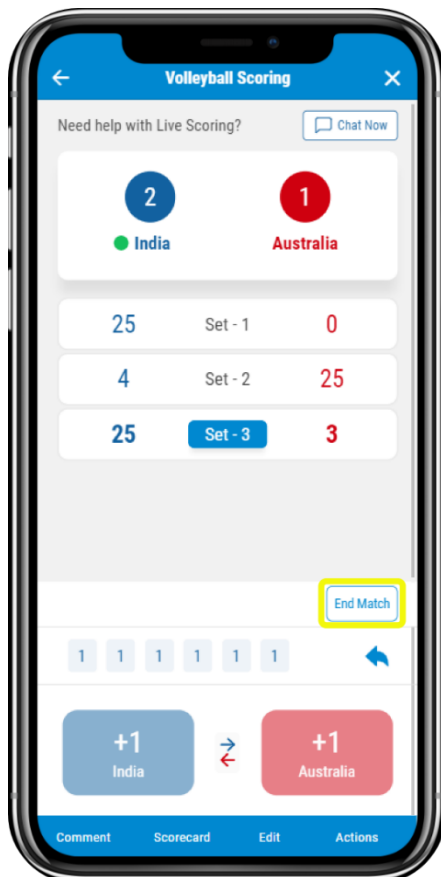 Volleyball Scoring
Need help with Live Scoring? Chat Now
2 1
India Australia
25 Set - 1 0
4 Set - 2 25
25 Set - 3 3
End Match
1 1 1 1 1 1
+1 +1
India Australia
Comment Scorecard Edit Actions